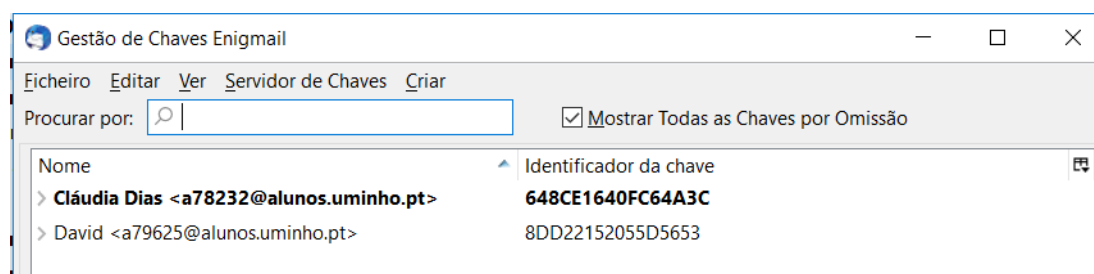 Gestão de Chaves Enigmail
Ficheiro Editar Ver Servidor de Chaves Criar
Procurar por: Mostrar Todas as Chaves por Omissão
Nome Identificador da chave
Cláudia Dias <a78232@alunos.uminho.pt> 648CE1640FC64A3C
David <a79625@alunos.uminho.pt> 8DD22152055D5653